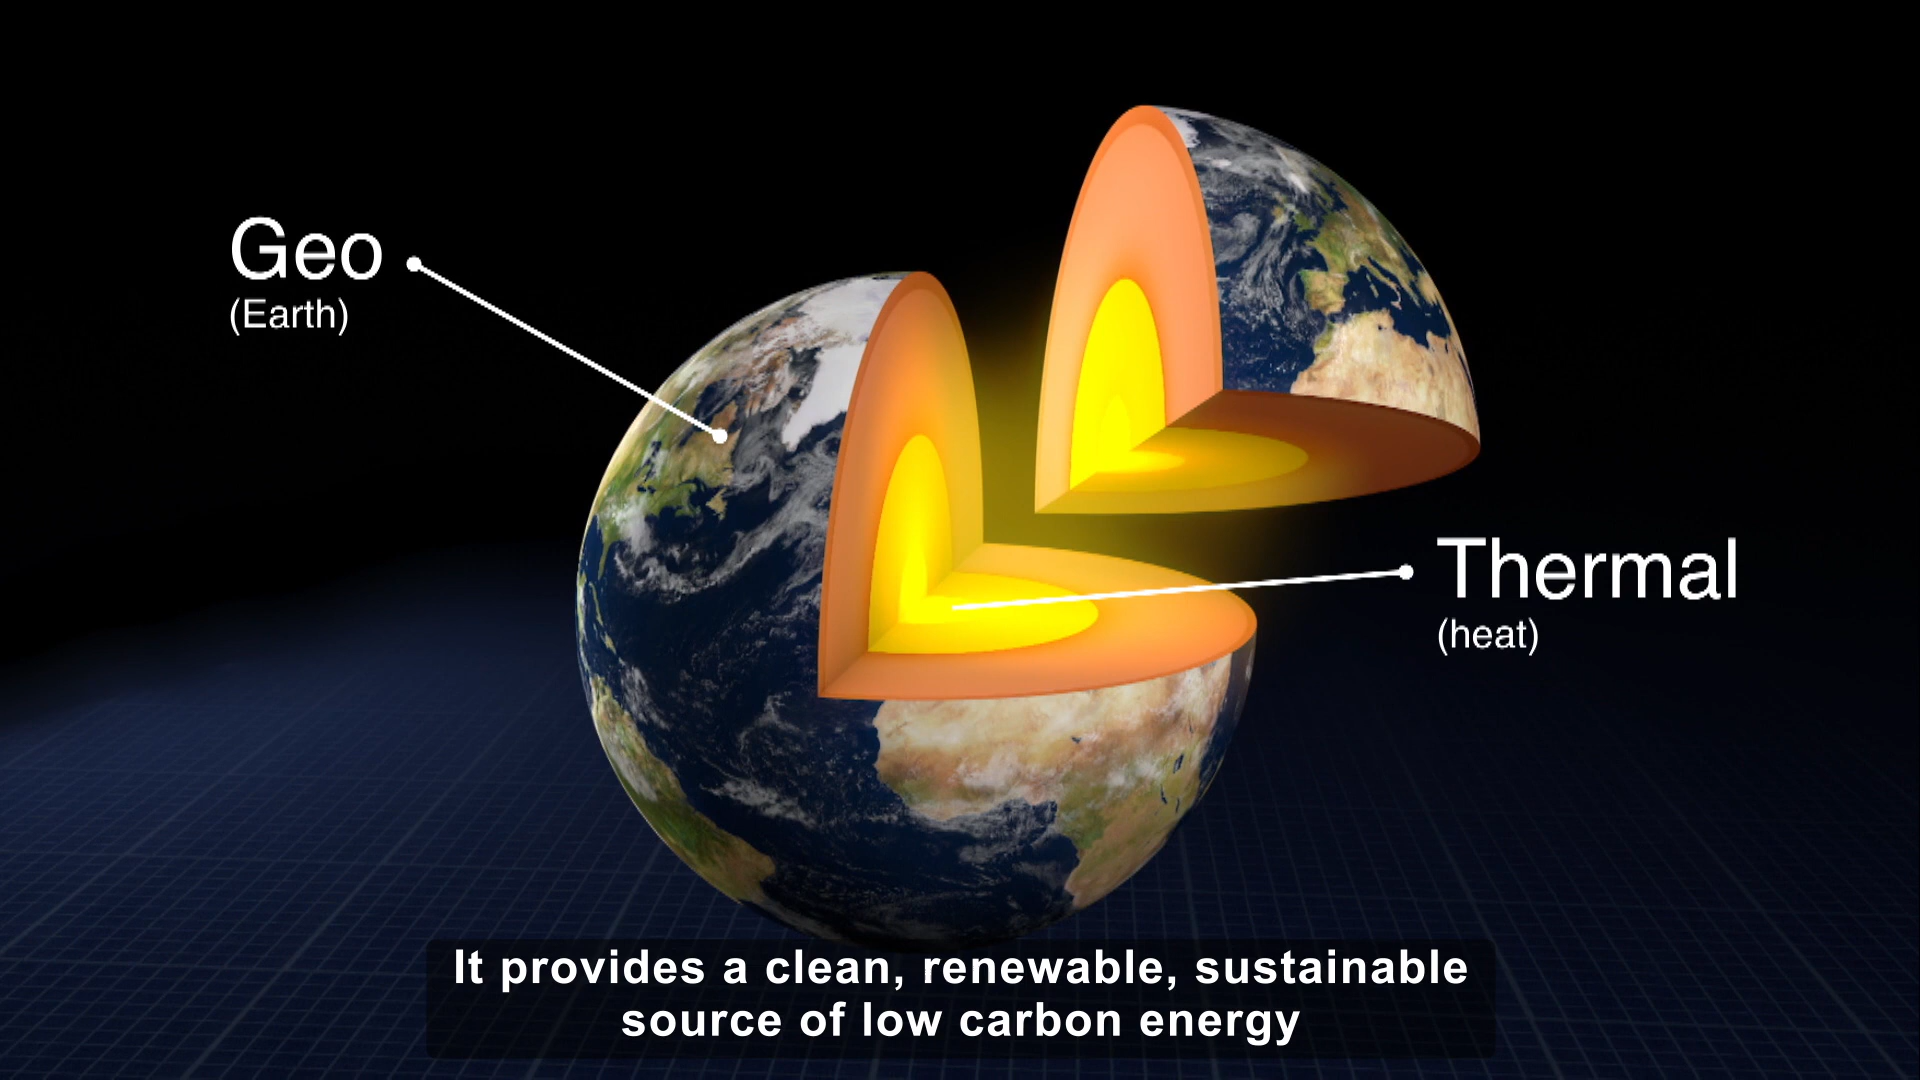 Geo
(Earth)
Thermal
(heat)
It provides a clean, renewable, sustainable
source of low carbon energy